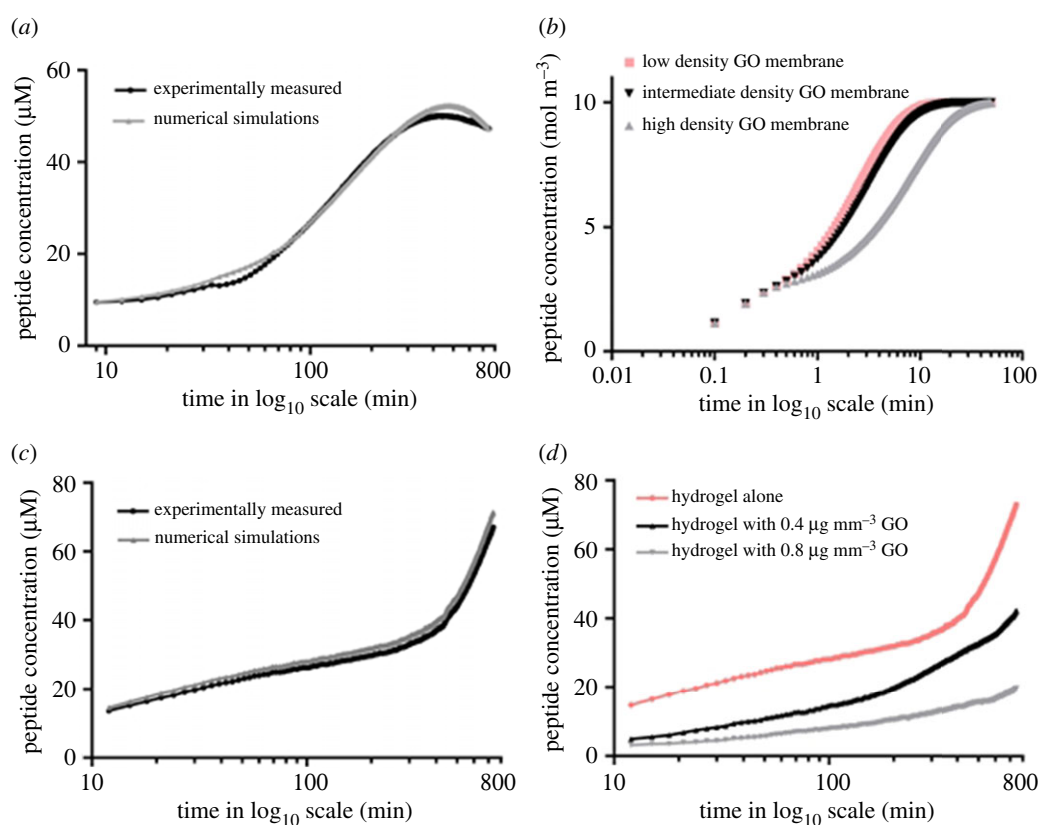 (a)
experimentally measured
numerical simulations
peptide concentration (µM)
60
40
20
0
10
100
800
time in log10 scale (min)
(b)
low density GO membrane
intermediate density GO membrane
high density GO membrane
peptide concentration (mol m−3)
10
5
0
0.01
0.1
1
10
100
time in log10 scale (min)
(c)
experimentally measured
numerical simulations
peptide concentration (µM)
80
60
40
20
0
10
100
800
time in log10 scale (min)
(d)
hydrogel alone
hydrogel with 0.4 µg mm−3 GO
hydrogel with 0.8 µg mm−3 GO
peptide concentration (µM)
80
60
40
20
0
10
100
800
time in log10 scale (min)